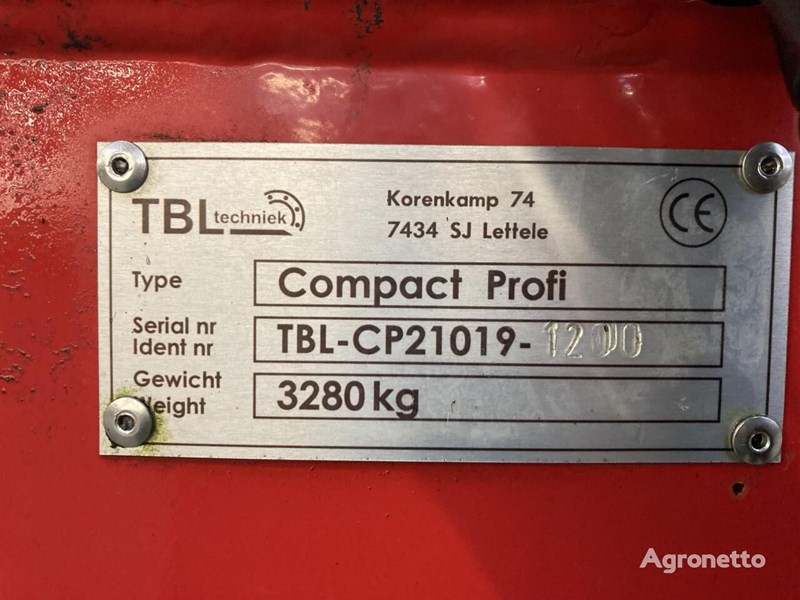 TBL techniek
Korenkamp 74
7434 SJ Lettele
CE
Type
Compact Profi
Serial nr
Ident nr
TBL-CP21019-1200
Gewicht
Weight
3280 kg
Agronetto